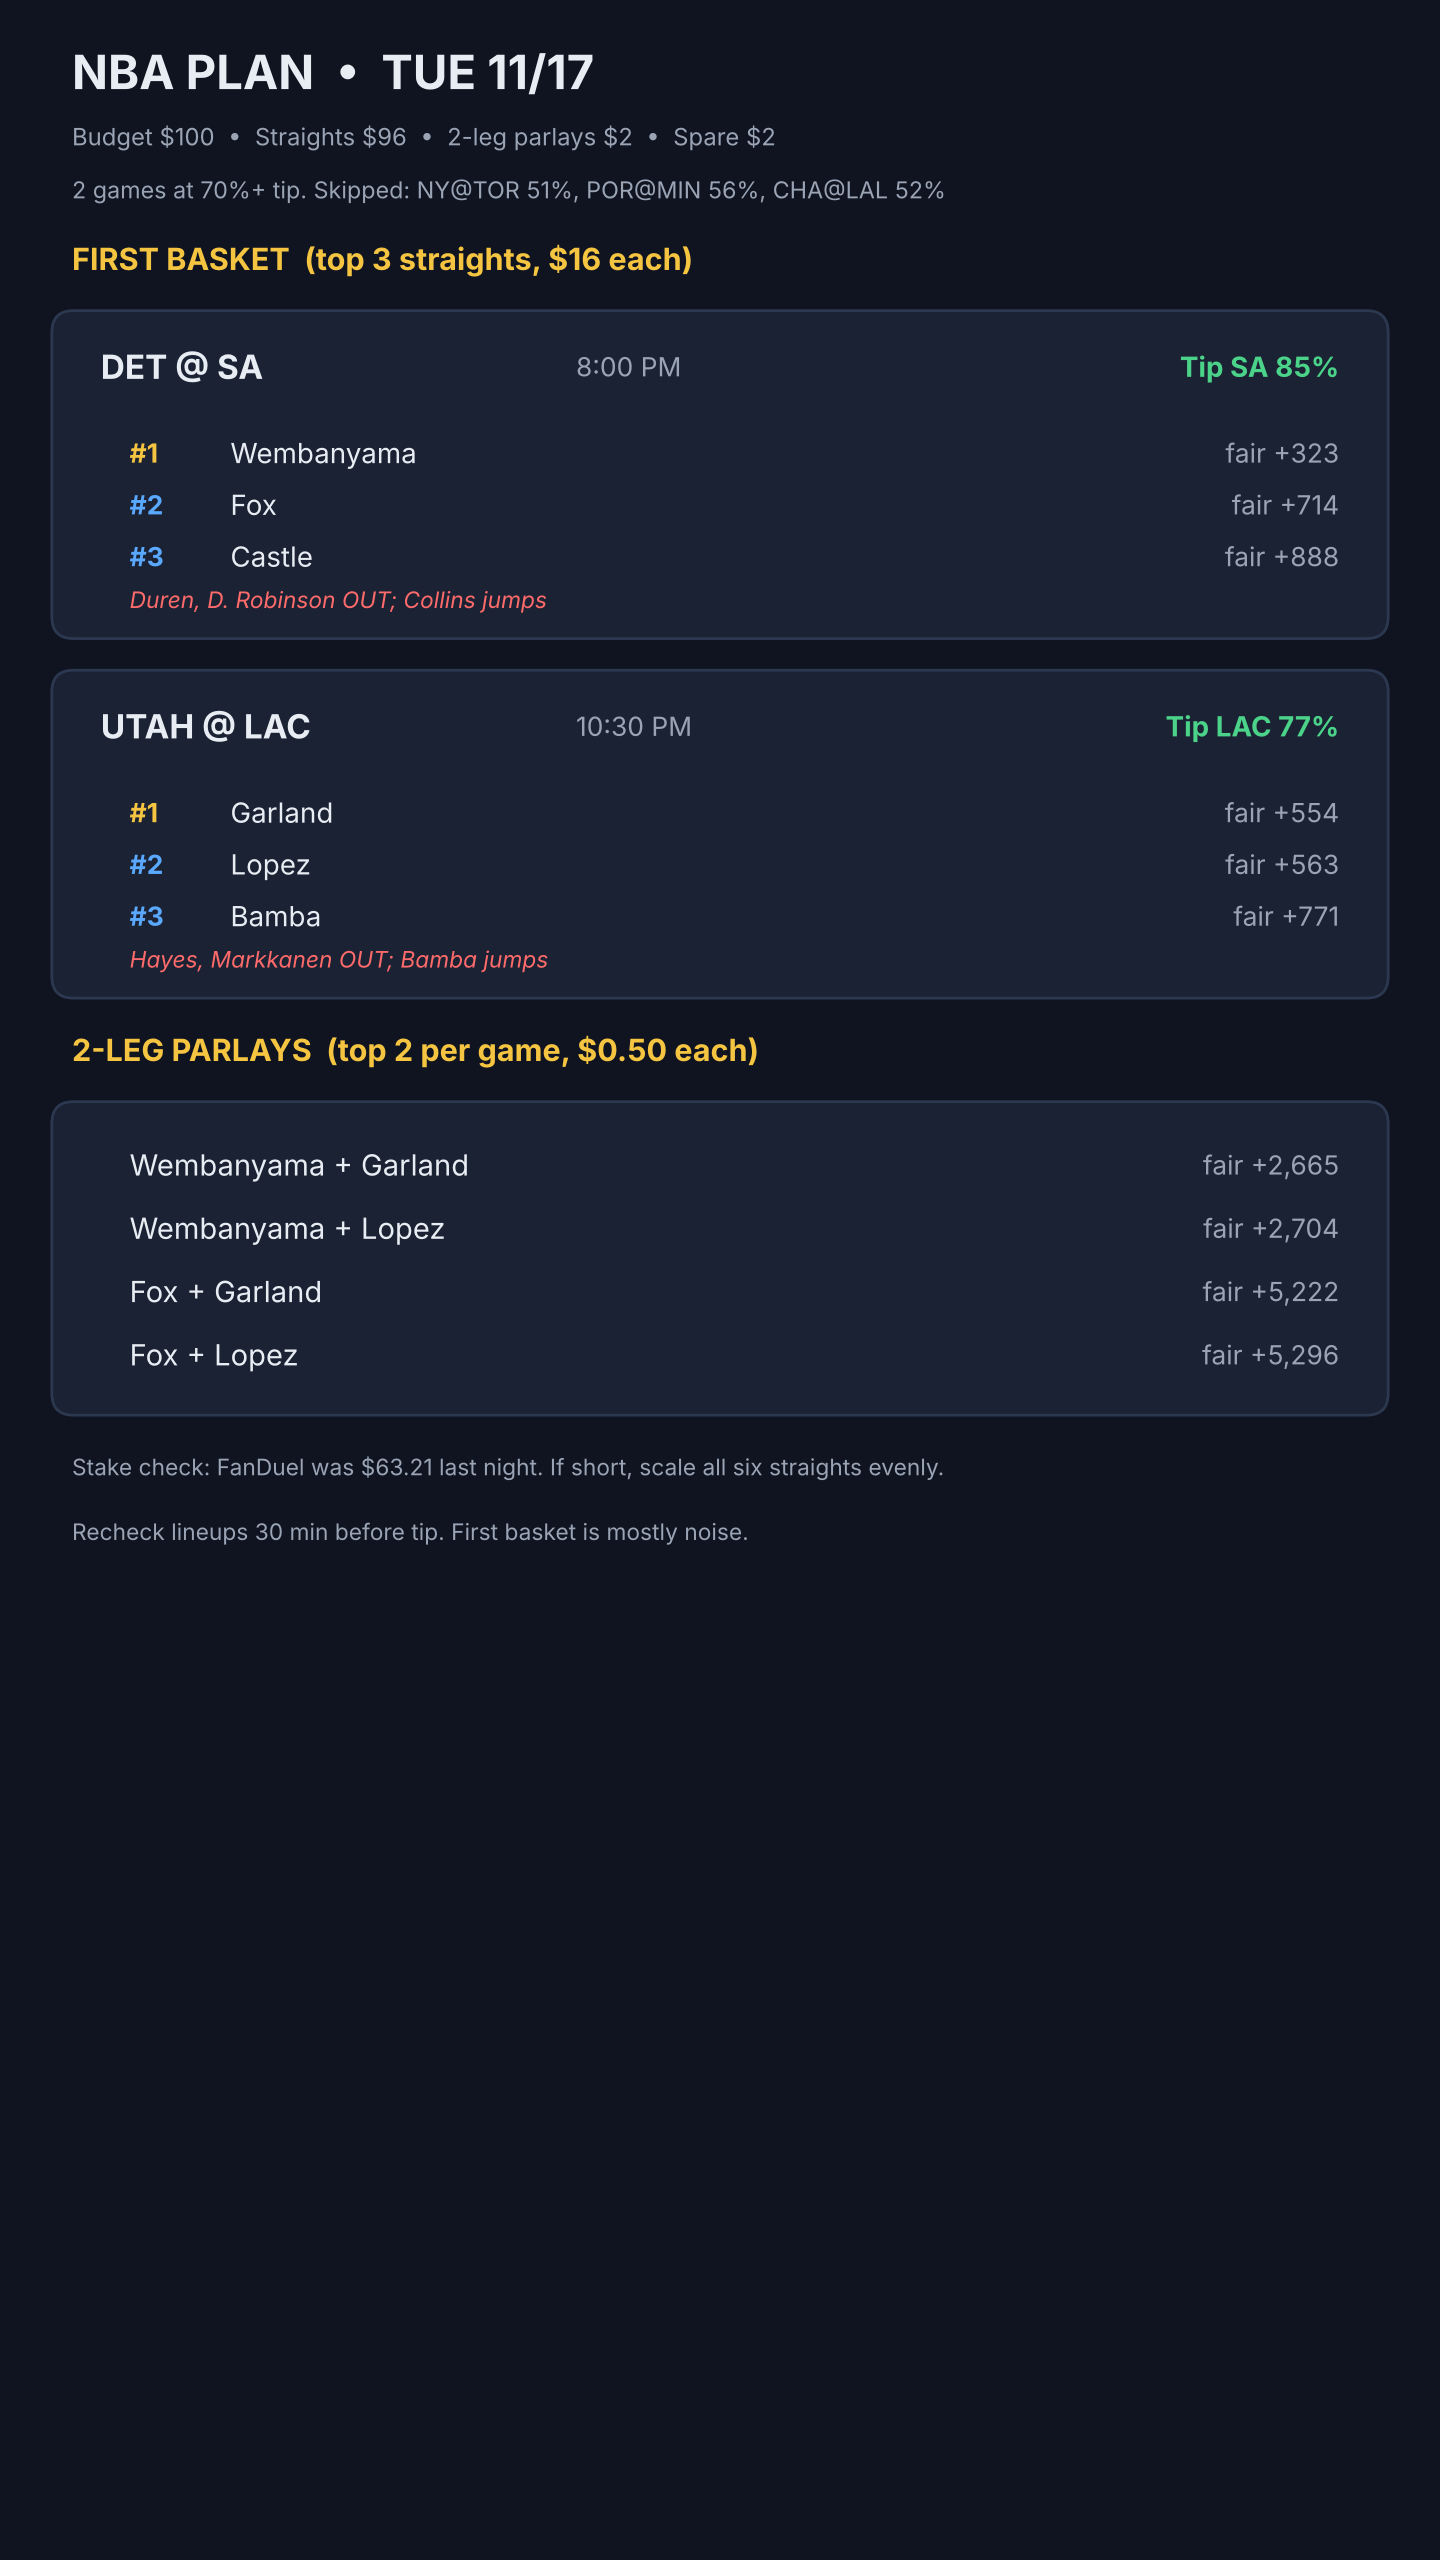 NBA PLAN • TUE 11/17
Budget $100 • Straights $96 • 2-leg parlays $2 • Spare $2
2 games at 70%+ tip. Skipped: NY@TOR 51%, POR@MIN 56%, CHA@LAL 52%
FIRST BASKET (top 3 straights, $16 each)
DET @ SA 8:00 PM Tip SA 85%
#1 Wembanyama fair +323
#2 Fox fair +714
#3 Castle fair +888
Duren, D. Robinson OUT; Collins jumps
UTAH @ LAC 10:30 PM Tip LAC 77%
#1 Garland fair +554
#2 Lopez fair +563
#3 Bamba fair +771
Hayes, Markkanen OUT; Bamba jumps
2-LEG PARLAYS (top 2 per game, $0.50 each)
Wembanyama + Garland fair +2,665
Wembanyama + Lopez fair +2,704
Fox + Garland fair +5,222
Fox + Lopez fair +5,296
Stake check: FanDuel was $63.21 last night. If short, scale all six straights evenly.
Recheck lineups 30 min before tip. First basket is mostly noise.